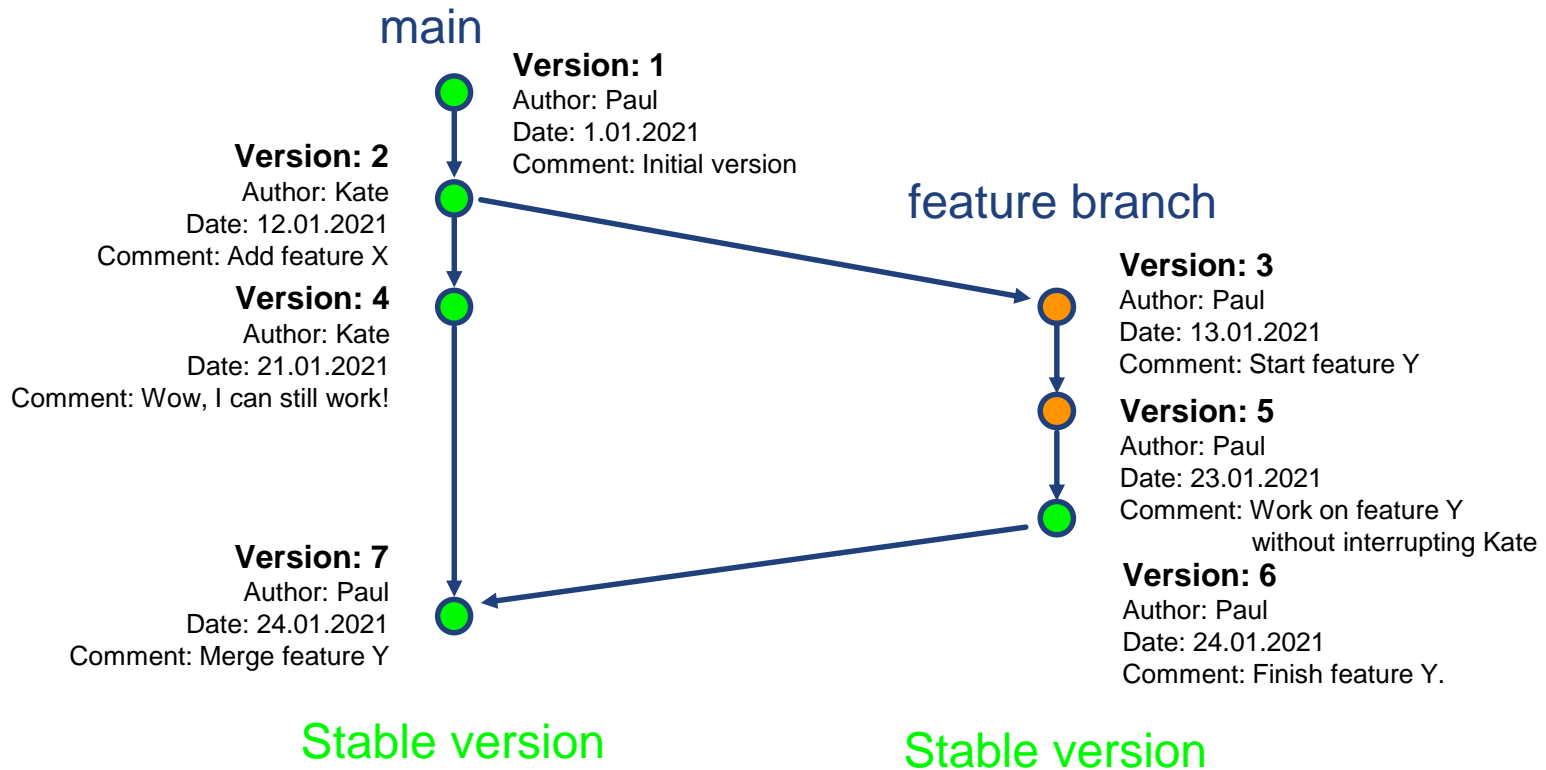 main
Version: 1
Author: Paul
Date: 1.01.2021
Comment: Initial version
Version: 2
Author: Kate
Date: 12.01.2021
Comment: Add feature X
Version: 4
Author: Kate
Date: 21.01.2021
Comment: Wow, I can still work!
Version: 7
Author: Paul
Date: 24.01.2021
Comment: Merge feature Y
Stable version
feature branch
Version: 3
Author: Paul
Date: 13.01.2021
Comment: Start feature Y
Version: 5
Author: Paul
Date: 23.01.2021
Comment: Work on feature Y
without interrupting Kate
Version: 6
Author: Paul
Date: 24.01.2021
Comment: Finish feature Y.
Stable version